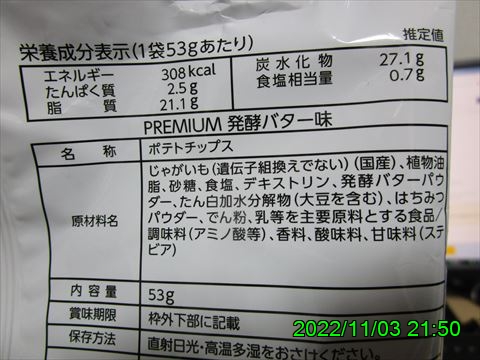 栄養成分表示(1袋53gあたり)
推定値
エネルギー 308kcal
たんぱく質 2.5g
脂質 21.1g
炭水化物 27.1g
食塩相当量 0.7g
PREMIUM 発酵バター味
名称 ポテトチップス
原材料名
じゃがいも(遺伝子組換えでない)(国産)、植物油
脂、砂糖、食塩、デキストリン、発酵バターパウ
ダー、たん白加水分解物(大豆を含む)、はちみつ
パウダー、でん粉、乳等を主要原料とする食品/
調味料(アミノ酸等)、香料、酸味料、甘味料(ステ
ビア)
内容量 53g
賞味期限 枠外下部に記載
保存方法 直射日光・高温多湿をおさけください。
2022/11/03 21:50